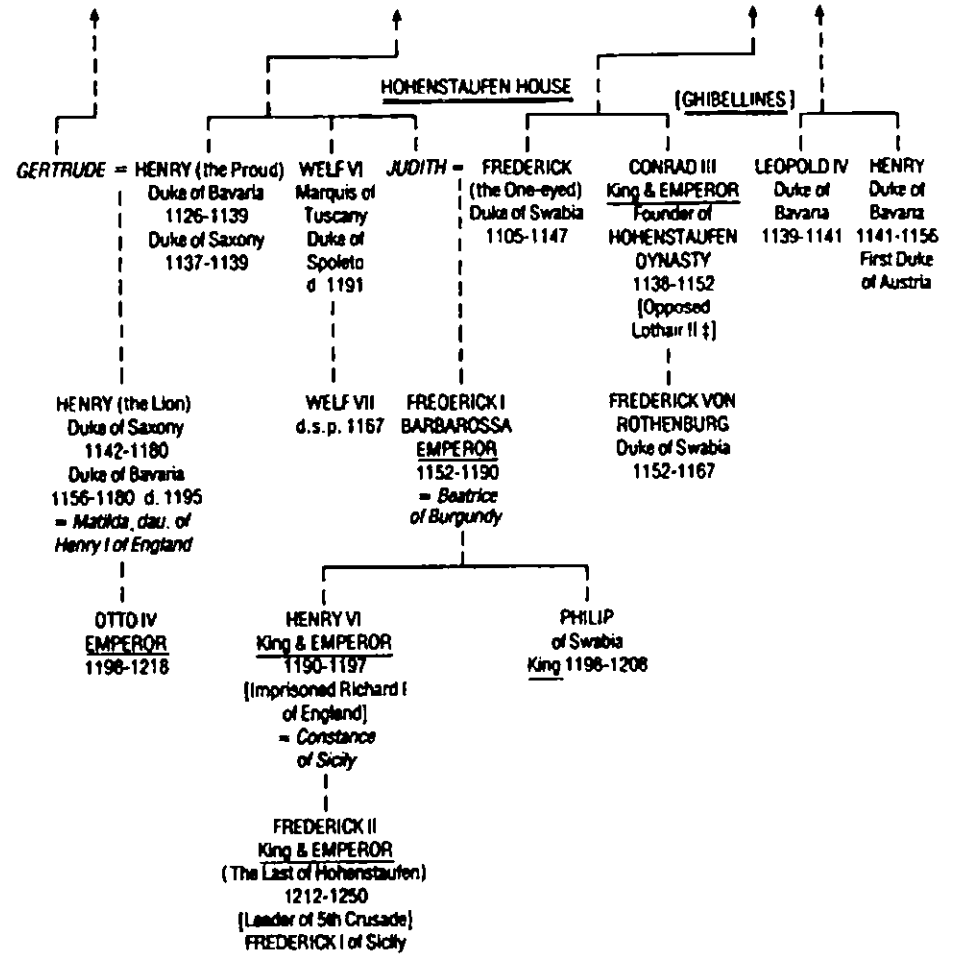 HOHENSTAUFEN HOUSE
[GHIBELLINES]
GERTRUDE = HENRY (the Proud)
Duke of Bavaria
1126-1139
Duke of Saxony
1137-1139
WELF VI
Marquis of
Tuscany
Duke of
Spoleto
d 1191
JUDITH =
FREDERICK
(the One-eyed)
Duke of Swabia
1105-1147
CONRAD III
King & EMPEROR
Founder of
HOHENSTAUFEN
DYNASTY
1138-1152
[Opposed
Lothair II ‡]
LEOPOLD IV
Duke of
Bavaria
1139-1141
HENRY
Duke of
Bavaria
1141-1156
First Duke
of Austria
HENRY (the Lion)
Duke of Saxony
1142-1180
Duke of Bavaria
1156-1180 d. 1195
= Matilda, dau. of
Henry I of England
WELF VII
d.s.p. 1167
FREDERICK I
BARBAROSSA
EMPEROR
1152-1190
= Beatrice
of Burgundy
FREDERICK VON
ROTHENBURG
Duke of Swabia
1152-1167
OTTO IV
EMPEROR
1198-1218
HENRY VI
King & EMPEROR
1190-1197
[Imprisoned Richard I
of England]
= Constance
of Sicily
PHILIP
of Swabia
King 1198-1208
FREDERICK II
King & EMPEROR
(The Last of Hohenstaufen)
1212-1250
[Leader of 5th Crusade]
FREDERICK I of Sicily